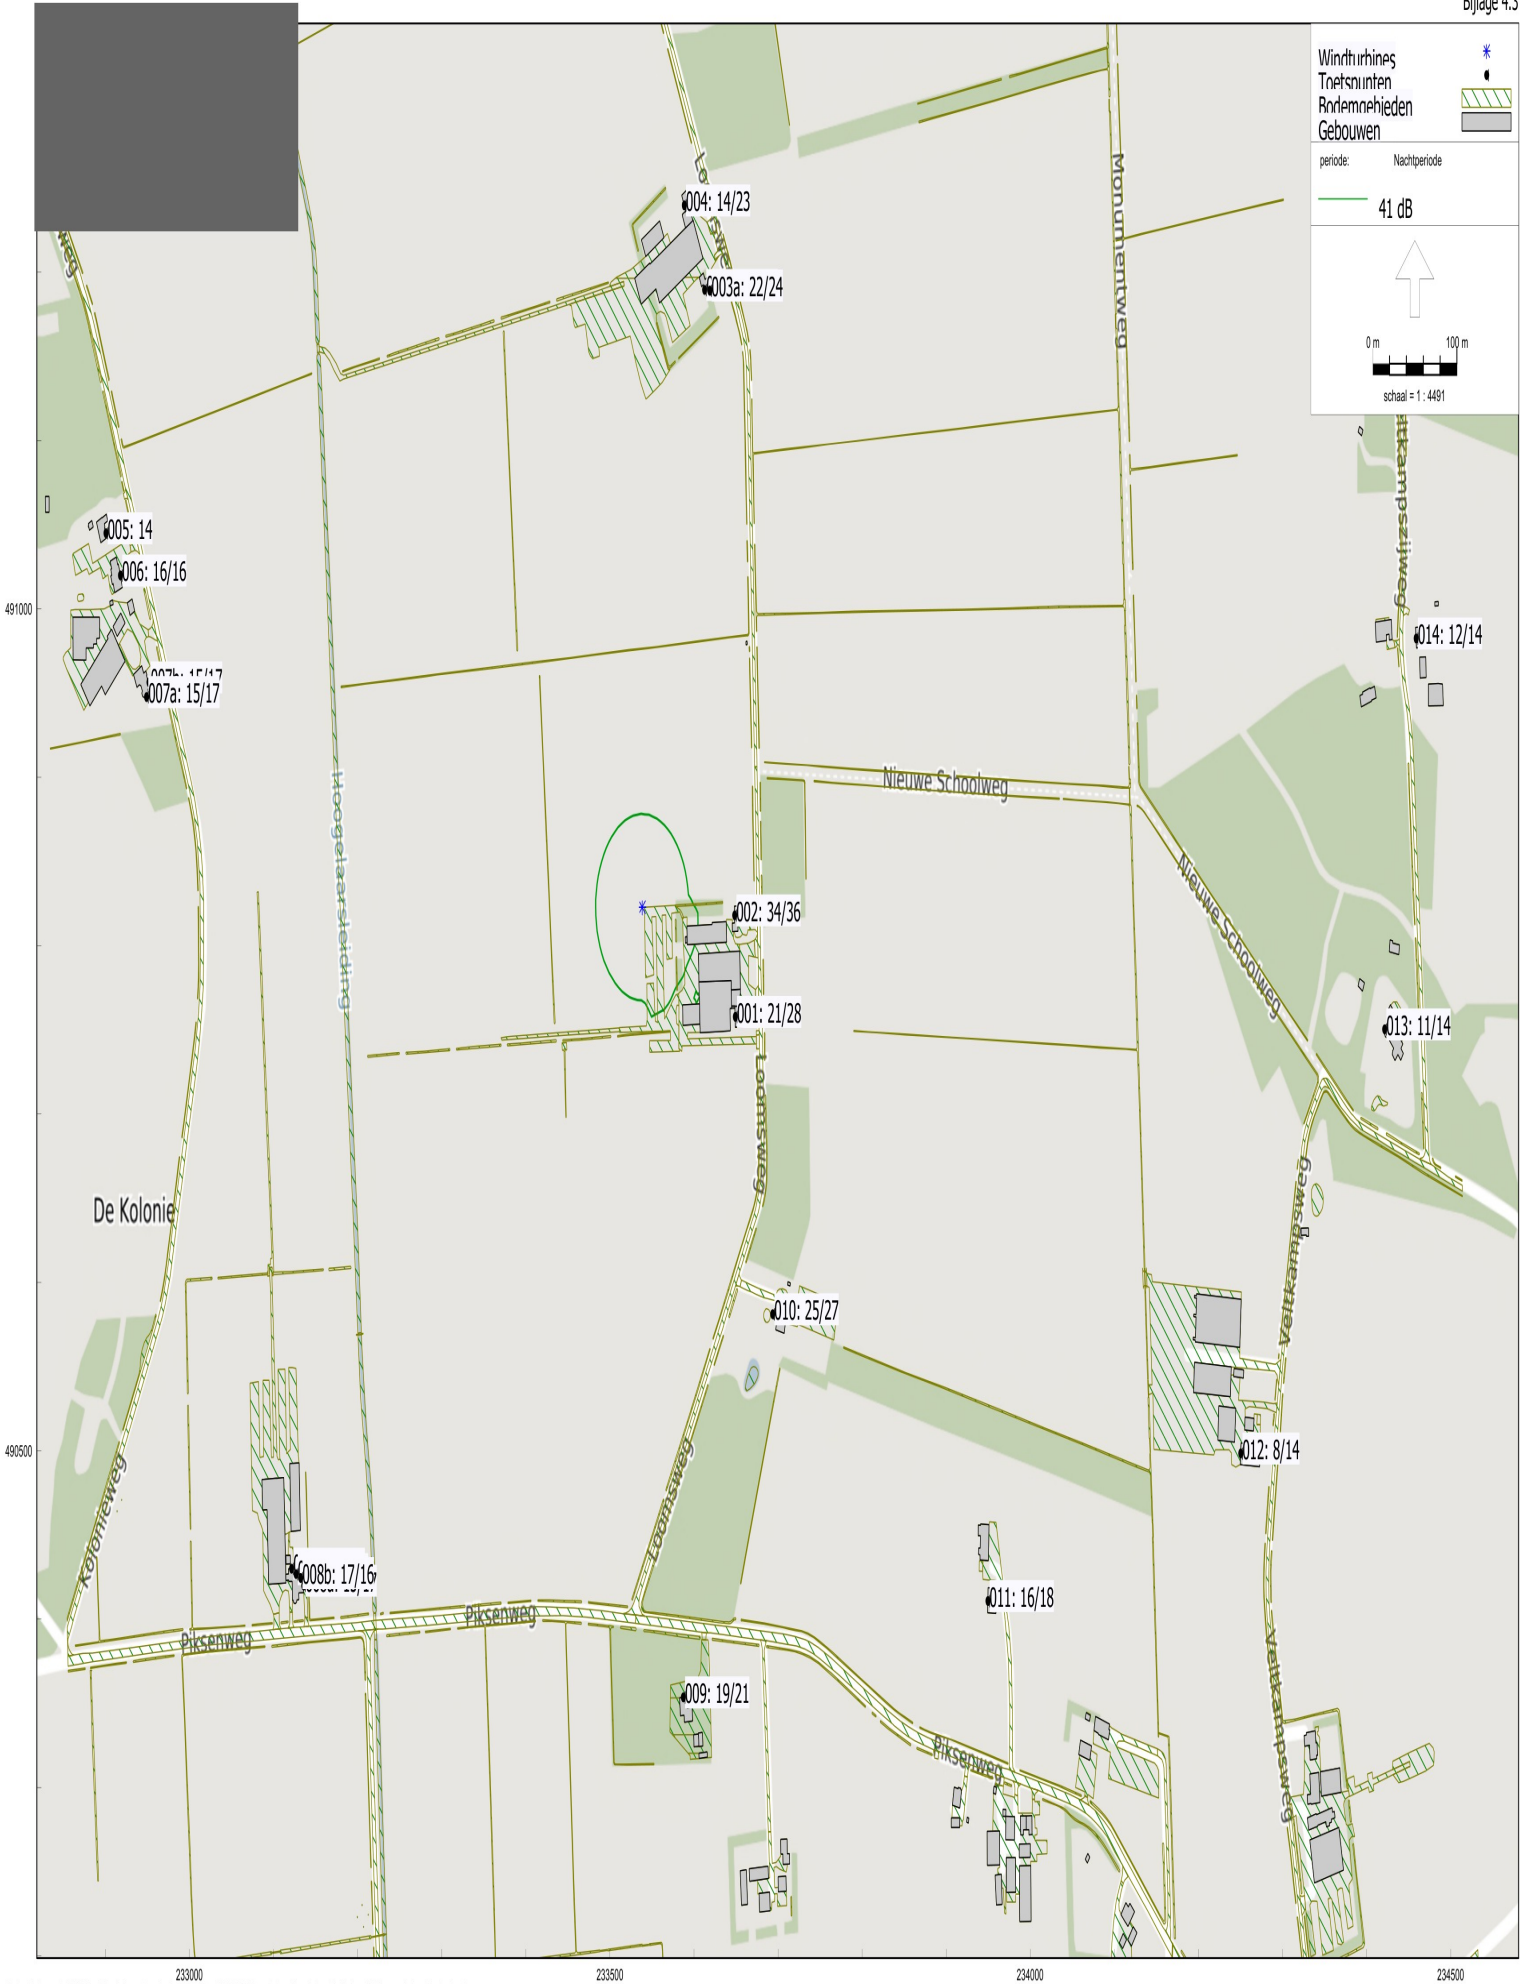 Bijlage 4.3
Windturbines
Toetspunten
Bodemgebieden
Gebouwen
periode: Nachtperiode
41 dB
0 m 100 m
schaal = 1 : 4491
004: 14/23
003a: 22/24
Monumentweg
005: 14
006: 16/16
491000
007b: 15/17
007a: 15/17
014: 12/14
Nieuwe Schoolweg
Hoogelaarsleiding
Nieuwe Schoolweg
002: 34/36
001: 21/28
013: 11/14
Loomsweg
De Kolonie
Veltkampsweg
010: 25/27
490500
012: 8/14
Kolonieweg
Loomsweg
008b: 17/16
011: 16/18
Piksenweg
Piksenweg
009: 19/21
Veltkampsweg
Piksenweg
233000 233500 234000 234500